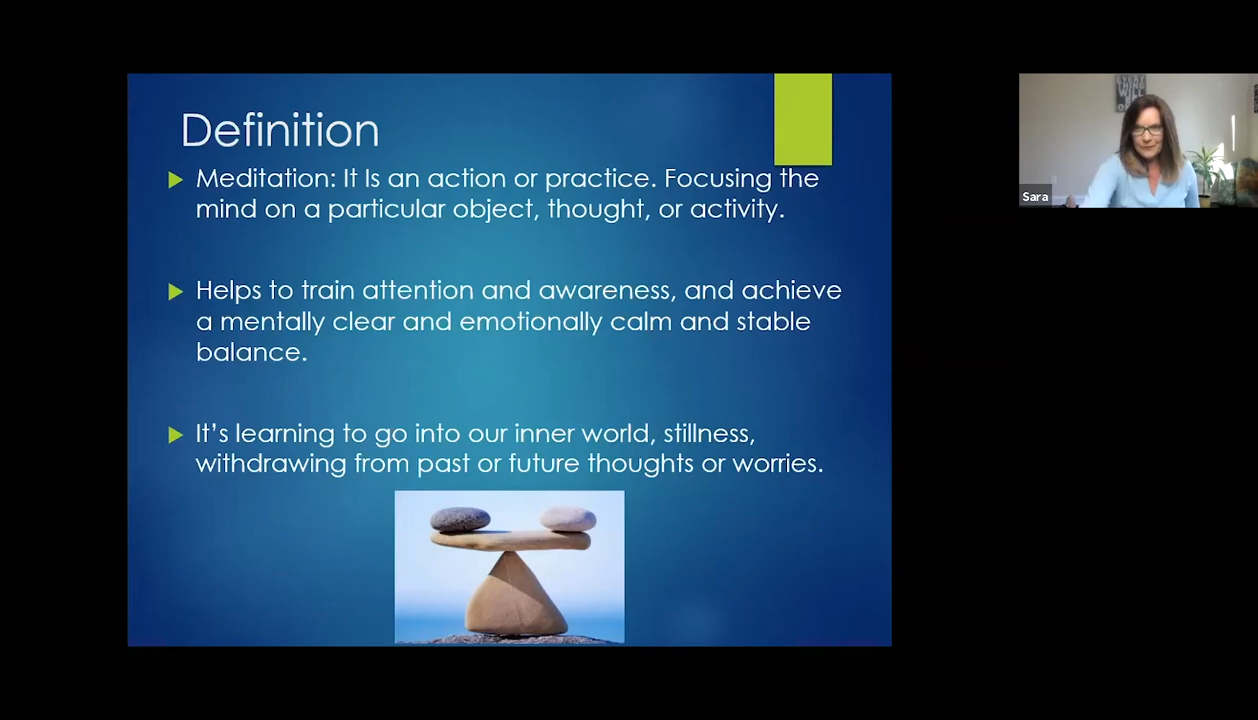 Definition
Meditation: It Is an action or practice. Focusing the
mind on a particular object, thought, or activity.
Helps to train attention and awareness, and achieve
a mentally clear and emotionally calm and stable
balance.
It's learning to go into our inner world, stillness,
withdrawing from past or future thoughts or worries.
THING
WILL
Sara